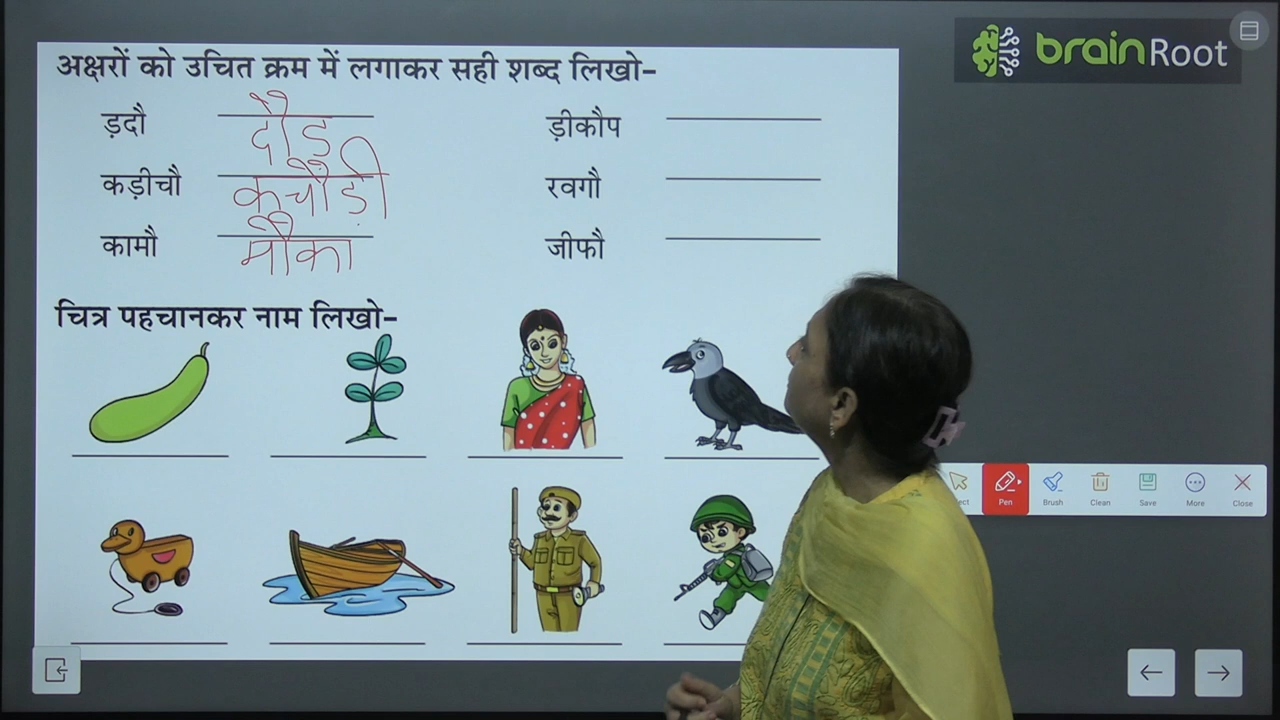 brainRoot
अक्षरों को उचित क्रम में लगाकर सही शब्द लिखो–
ड़दौ दौड़ ड़ीकौप
कड़ीचौ कचौड़ी रवगौ
कामौ मौका जीफौ
चित्र पहचानकर नाम लिखो–
Pen Brush Clean Save More Close